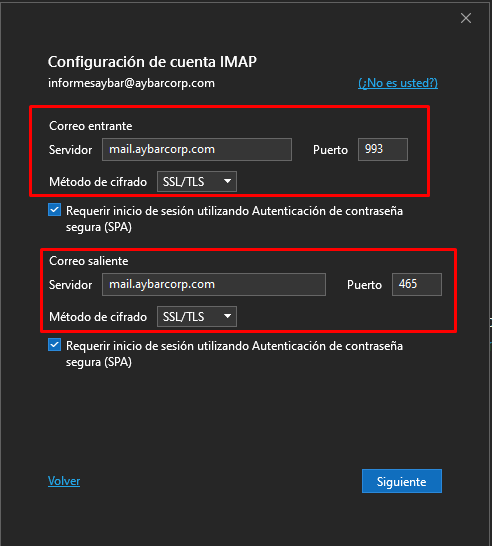 Configuración de cuenta IMAP
informesaybar@aybarcorp.com (¿No es usted?)
Correo entrante
Servidor mail.aybarcorp.com Puerto 993
Método de cifrado SSL/TLS
Requerir inicio de sesión utilizando Autenticación de contraseña
segura (SPA)
Correo saliente
Servidor mail.aybarcorp.com Puerto 465
Método de cifrado SSL/TLS
Requerir inicio de sesión utilizando Autenticación de contraseña
segura (SPA)
Volver Siguiente